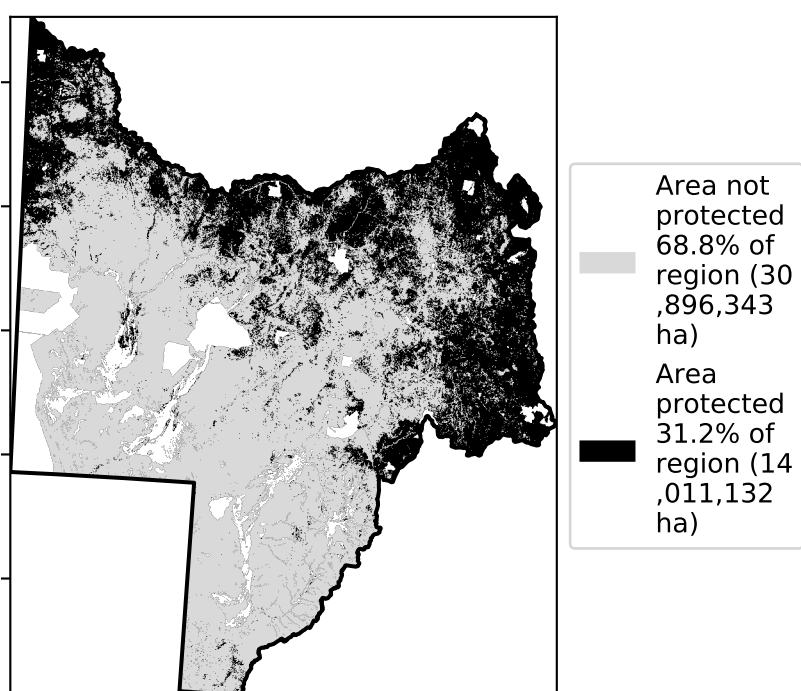 Area not
protected
68.8% of
region (30
,896,343
ha)
Area
protected
31.2% of
region (14
,011,132
ha)